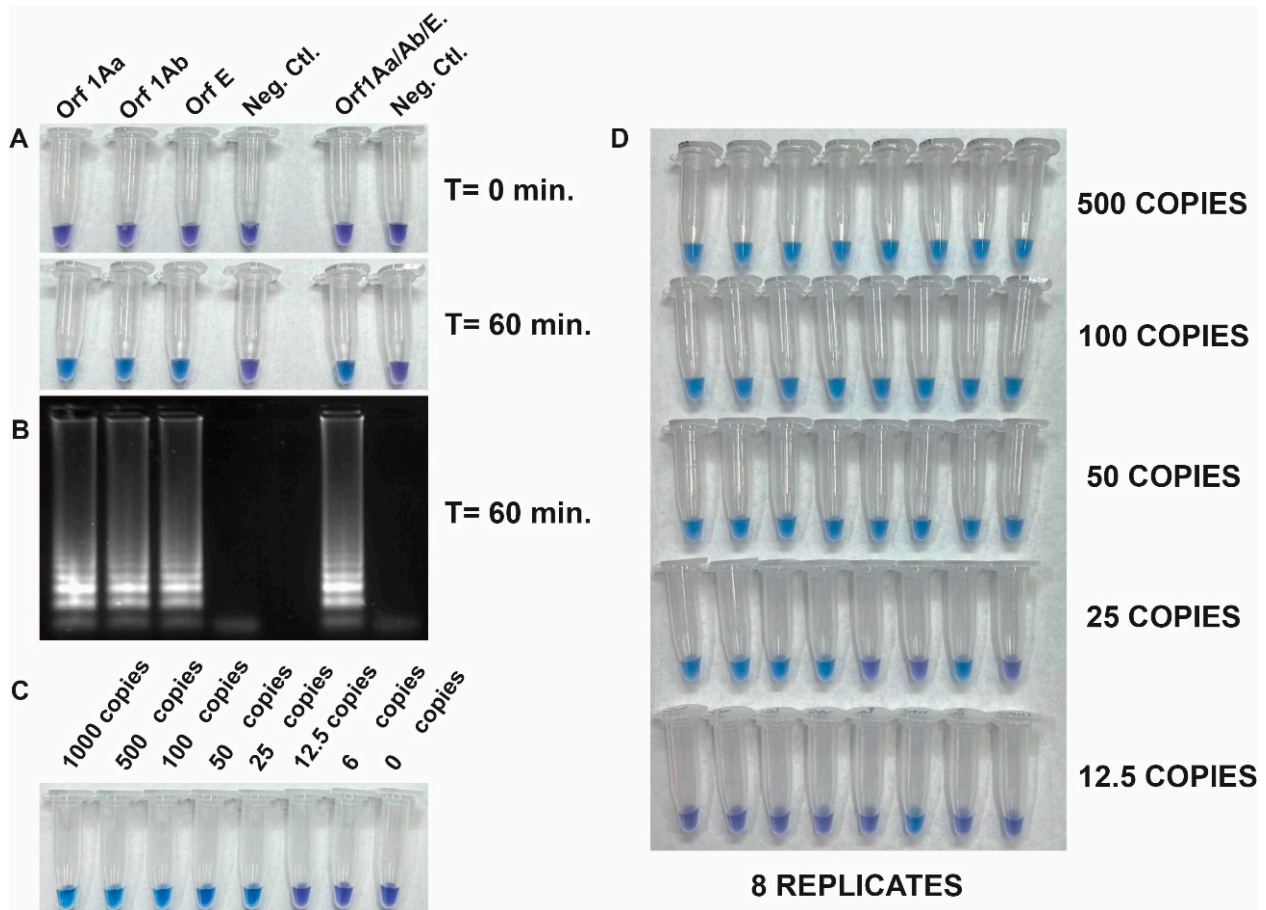 Orf 1Aa
Orf 1Ab
Orf E
Neg. Ctl.
Orf1Aa/Ab/E.
Neg. Ctl.
A
T= 0 min.
T= 60 min.
B
T= 60 min.
C
1000 copies
500 copies
100 copies
50 copies
25 copies
12.5 copies
6 copies
0 copies
D
500 COPIES
100 COPIES
50 COPIES
25 COPIES
12.5 COPIES
8 REPLICATES